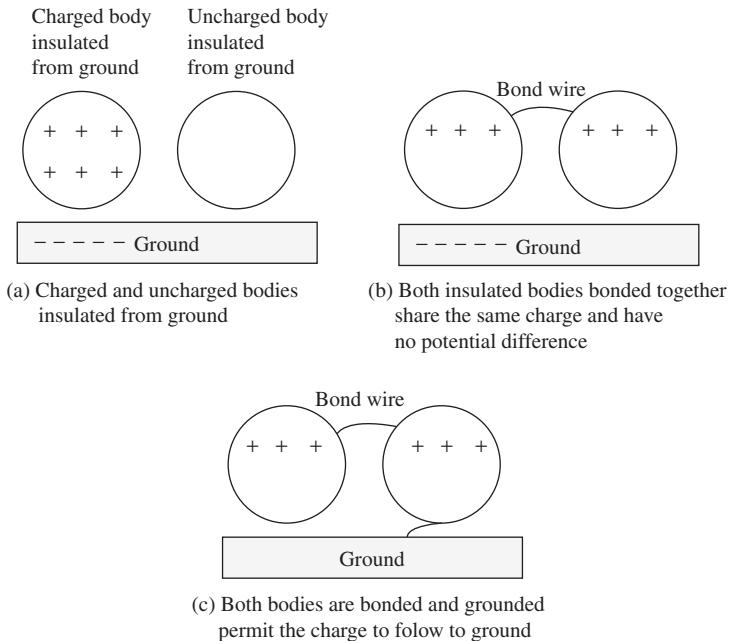 Charged body
insulated
from ground
Uncharged body
insulated
from ground
+ + +
+ + +
– – – – – Ground
(a) Charged and uncharged bodies
insulated from ground
Bond wire
+ + +
+ + +
– – – – – Ground
(b) Both insulated bodies bonded together
share the same charge and have
no potential difference
Bond wire
+ + +
+ + +
Ground
(c) Both bodies are bonded and grounded
permit the charge to folow to ground